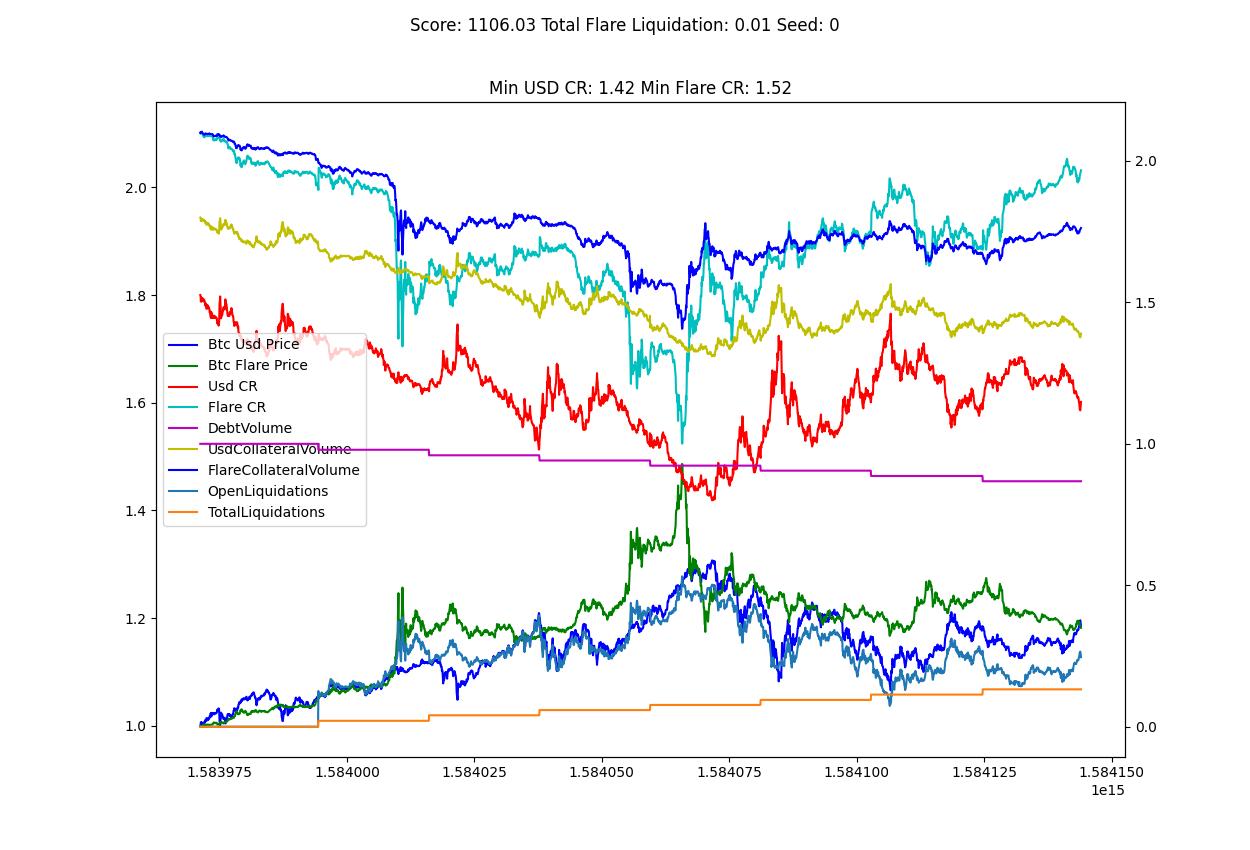 Score: 1106.03 Total Flare Liquidation: 0.01 Seed: 0
Min USD CR: 1.42 Min Flare CR: 1.52
2.0
1.8
1.6
1.4
1.2
1.0
Btc Usd Price
Btc Flare Price
Usd CR
Flare CR
DebtVolume
UsdCollateralVolume
FlareCollateralVolume
OpenLiquidations
TotalLiquidations
2.0
1.5
1.0
0.5
0.0
1.583975 1.584000 1.584025 1.584050 1.584075 1.584100 1.584125 1.584150
1e15